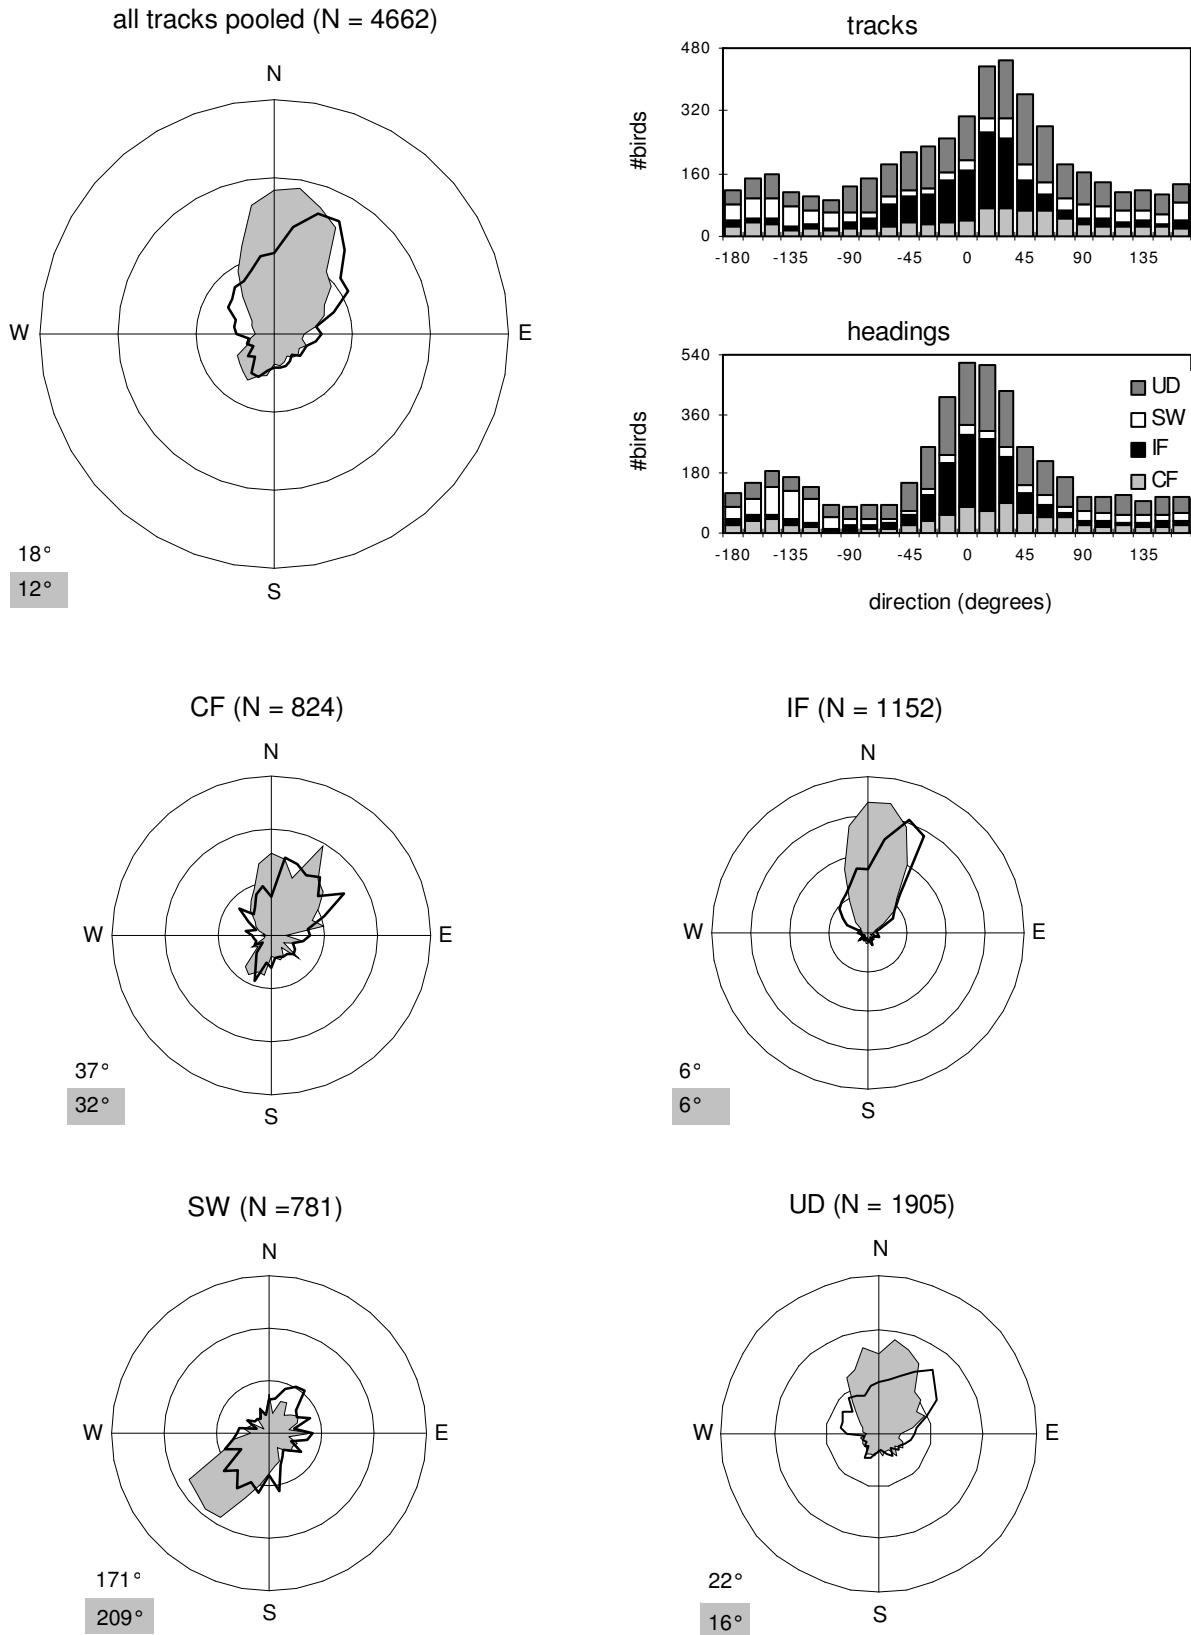 all tracks pooled (N = 4662)
N
W
E
S
18°
12°
tracks
#birds
480
320
160
0
-180 -135 -90 -45 0 45 90 135
headings
#birds
540
360
180
0
-180 -135 -90 -45 0 45 90 135
UD
SW
IF
CF
direction (degrees)
CF (N = 824)
N
W
E
S
37°
32°
IF (N = 1152)
N
W
E
S
6°
6°
SW (N =781)
N
W
E
S
171°
209°
UD (N = 1905)
N
W
E
S
22°
16°